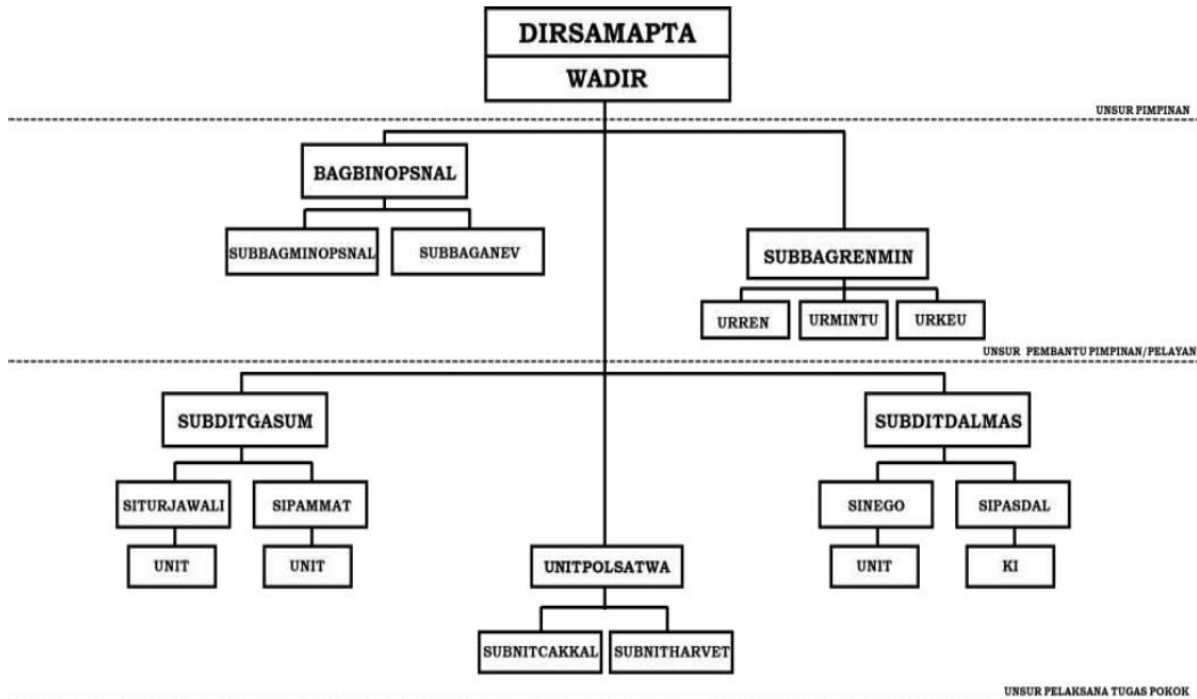 DIRSAMAPTA
WADIR
UNSUR PIMPINAN
BAGBINOPSNAL
SUBBAGMINOPSNAL
SUBBAGANEV
SUBBAGRENMIN
URREN
URMINTU
URKEU
UNSUR PEMBANTU PIMPINAN/PELAYAN
SUBDITGASUM
SUBDITDALMAS
SITURJAWALI
SIPAMMAT
SINEGO
SIPASDAL
UNIT
UNIT
UNIT
KI
UNITPOLSATWA
SUBNITCAKKAL
SUBNITHARVET
UNSUR PELAKSANA TUGAS POKOK